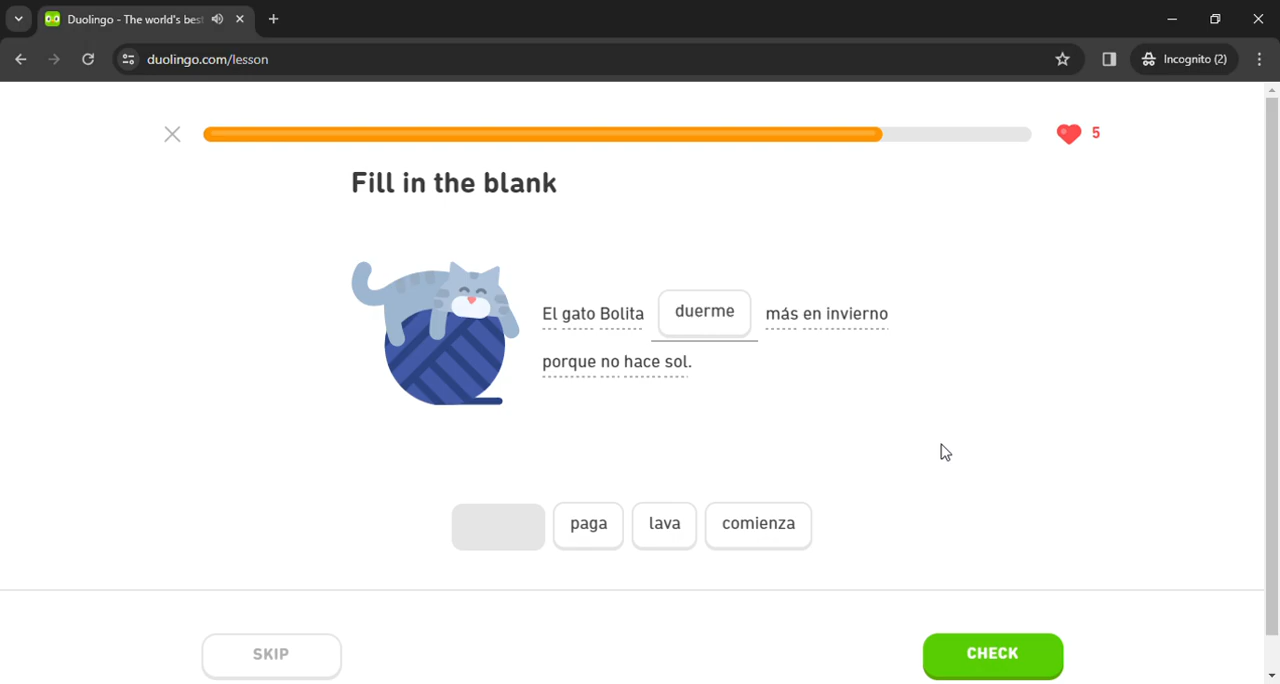 Duolingo - The world's best
duolingo.com/lesson
Incognito (2)
5
Fill in the blank
El gato Bolita duerme más en invierno
porque no hace sol.
paga lava comienza
SKIP CHECK